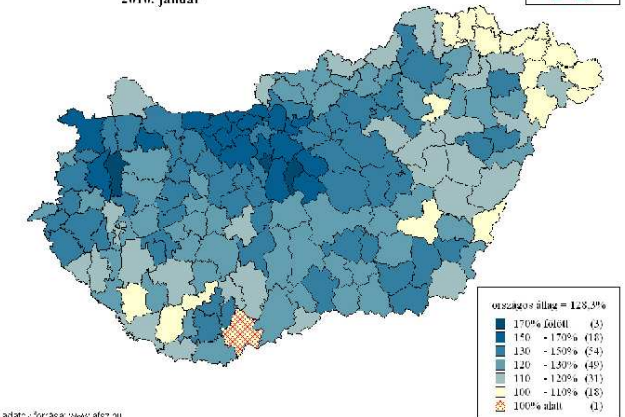 2010. január
országos átlag = 128,3%
170% fölött (3)
150 - 170% (18)
130 - 150% (54)
120 - 130% (49)
110 - 120% (31)
100 - 110% (18)
100% alatt (1)
adatok forrása: www.afsz.hu